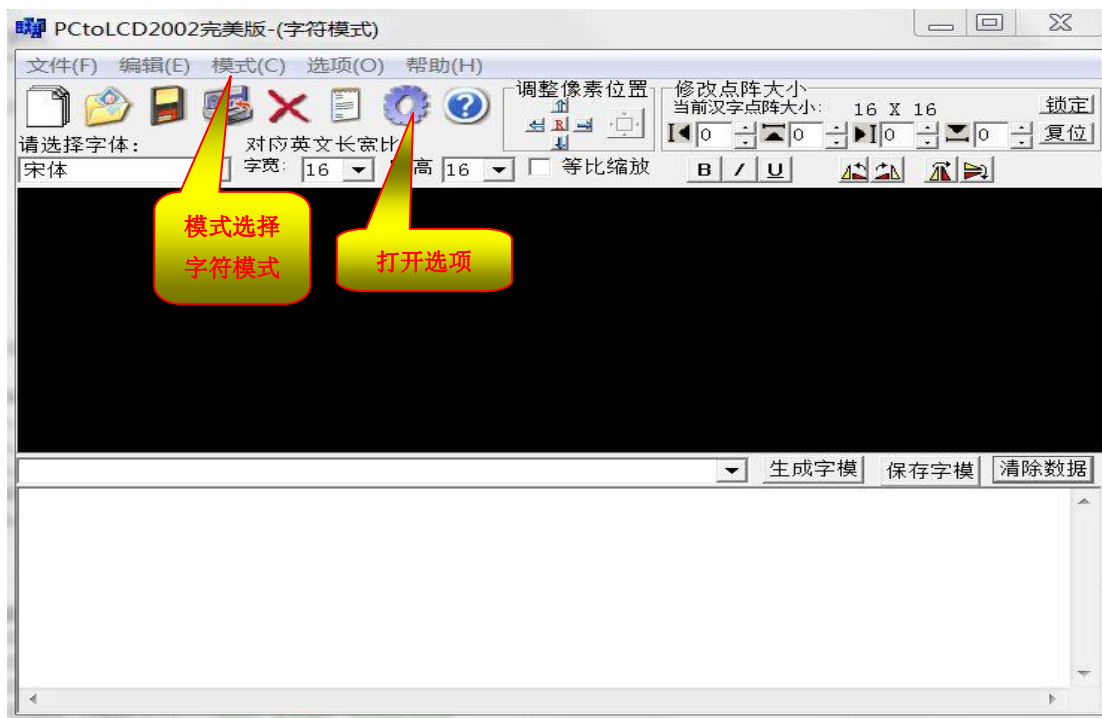 PCtoLCD2002完美版-(字符模式)
文件(F) 编辑(E) 模式(C) 选项(O) 帮助(H)
调整像素位置
修改点阵大小
当前汉字点阵大小: 16 X 16
锁定
R
0
0
0
0
复位
请选择字体:
对应英文长宽比
宋体
字宽: 16
高 16
等比缩放
B / U
模式选择
字符模式
打开选项
生成字模
保存字模
清除数据